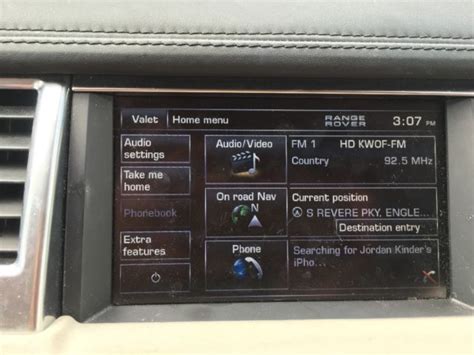 Valet Home menu RANGE ROVER 3:07 PM
Audio settings
Take me home
Phonebook
Extra features
Audio/Video
On road Nav
N
Phone
FM 1 HD KWOF-FM
Country 92.5 MHz
Current position
S REVERE PKY, ENGLE...
Destination entry
Searching for Jordan Kinder's
iPho...